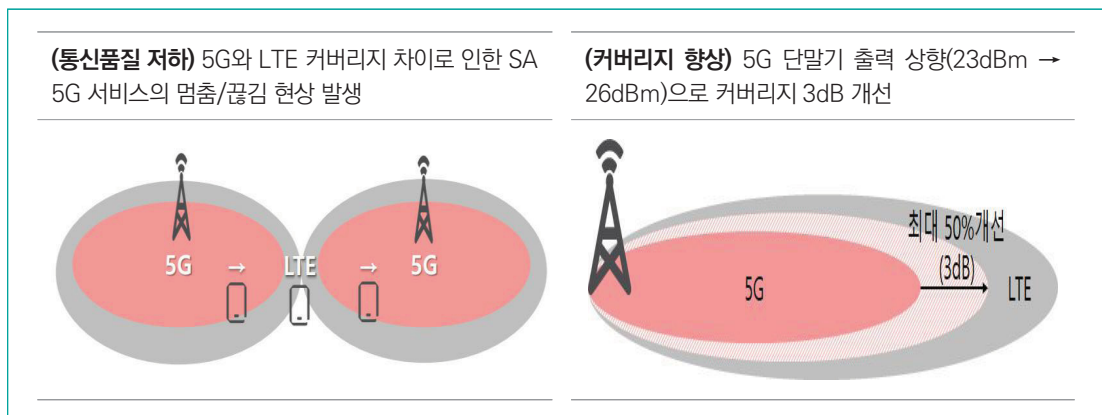 (통신품질 저하) 5G와 LTE 커버리지 차이로 인한 SA
5G 서비스의 멈춤/끊김 현상 발생
5G → LTE → 5G
(커버리지 향상) 5G 단말기 출력 상향(23dBm →
26dBm)으로 커버리지 3dB 개선
최대 50%개선
(3dB)
5G
LTE